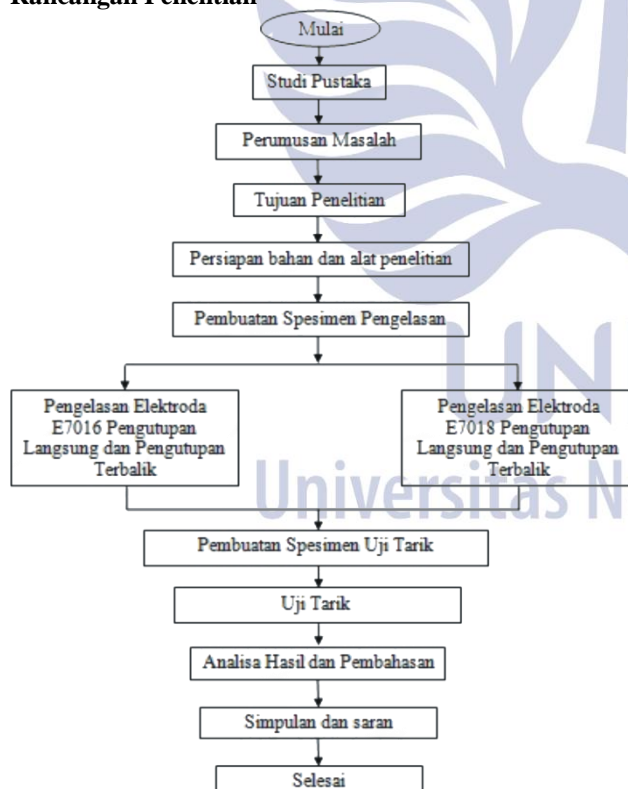 Rancangan Penelitian
Mulai
Studi Pustaka
Perumusan Masalah
Tujuan Penelitian
Persiapan bahan dan alat penelitian
Pembuatan Spesimen Pengelasan
Pengelasan Elektroda
E7016 Pengutupan
Langsung dan Pengutupan
Terbalik
Pengelasan Elektroda
E7018 Pengutupan
Langsung dan Pengutupan
Terbalik
UN
Universitas N
Pembuatan Spesimen Uji Tarik
Uji Tarik
Analisa Hasil dan Pembahasan
Simpulan dan saran
Selesai